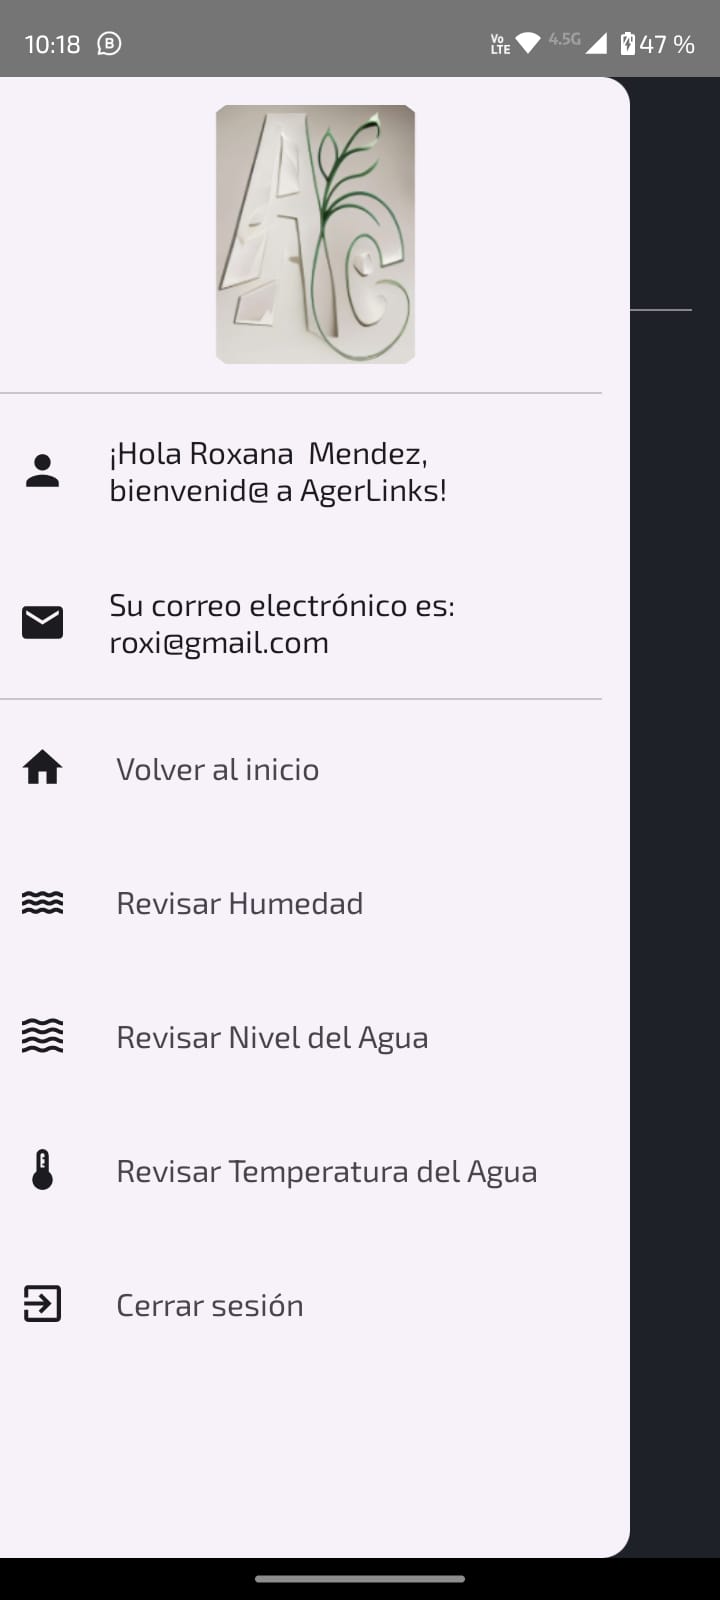 10:18
Vo LTE 4.5G 47 %
AG
¡Hola Roxana  Mendez,
bienvenid@ a AgerLinks!
Su correo electrónico es:
roxi@gmail.com
Volver al inicio
Revisar Humedad
Revisar Nivel del Agua
Revisar Temperatura del Agua
Cerrar sesión